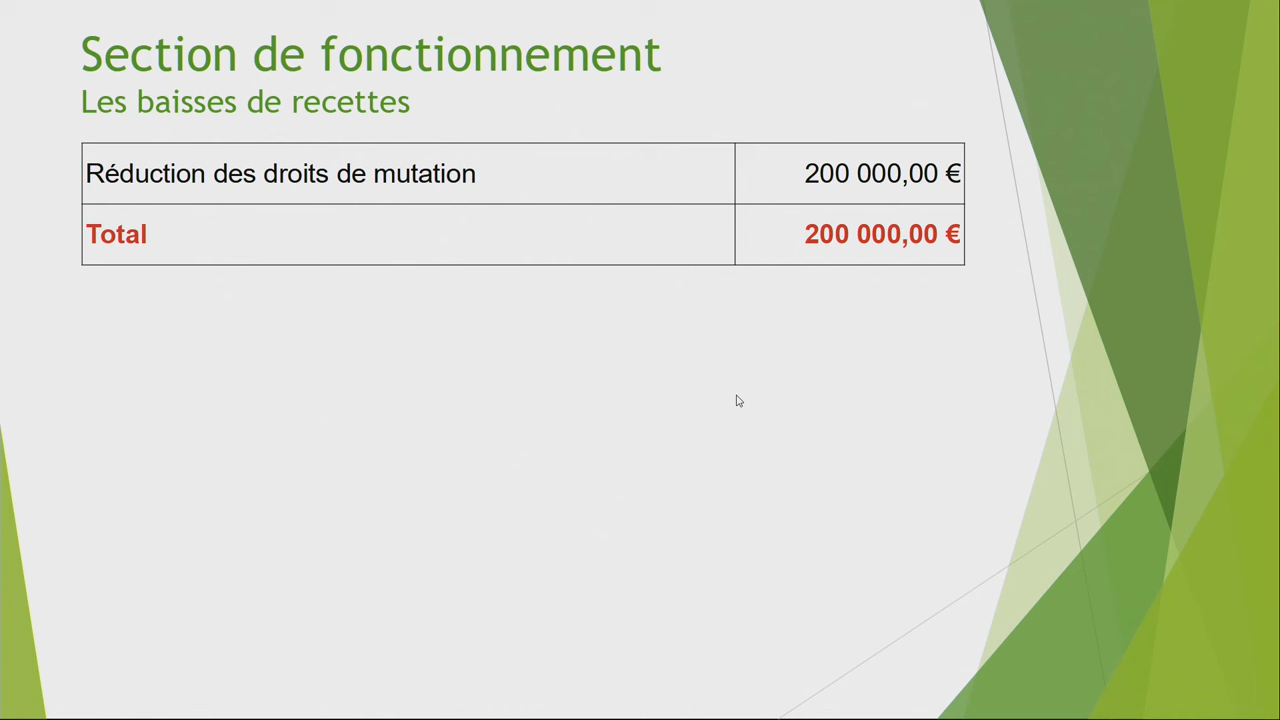 Section de fonctionnement
Les baisses de recettes
Réduction des droits de mutation 200 000,00 €
Total 200 000,00 €